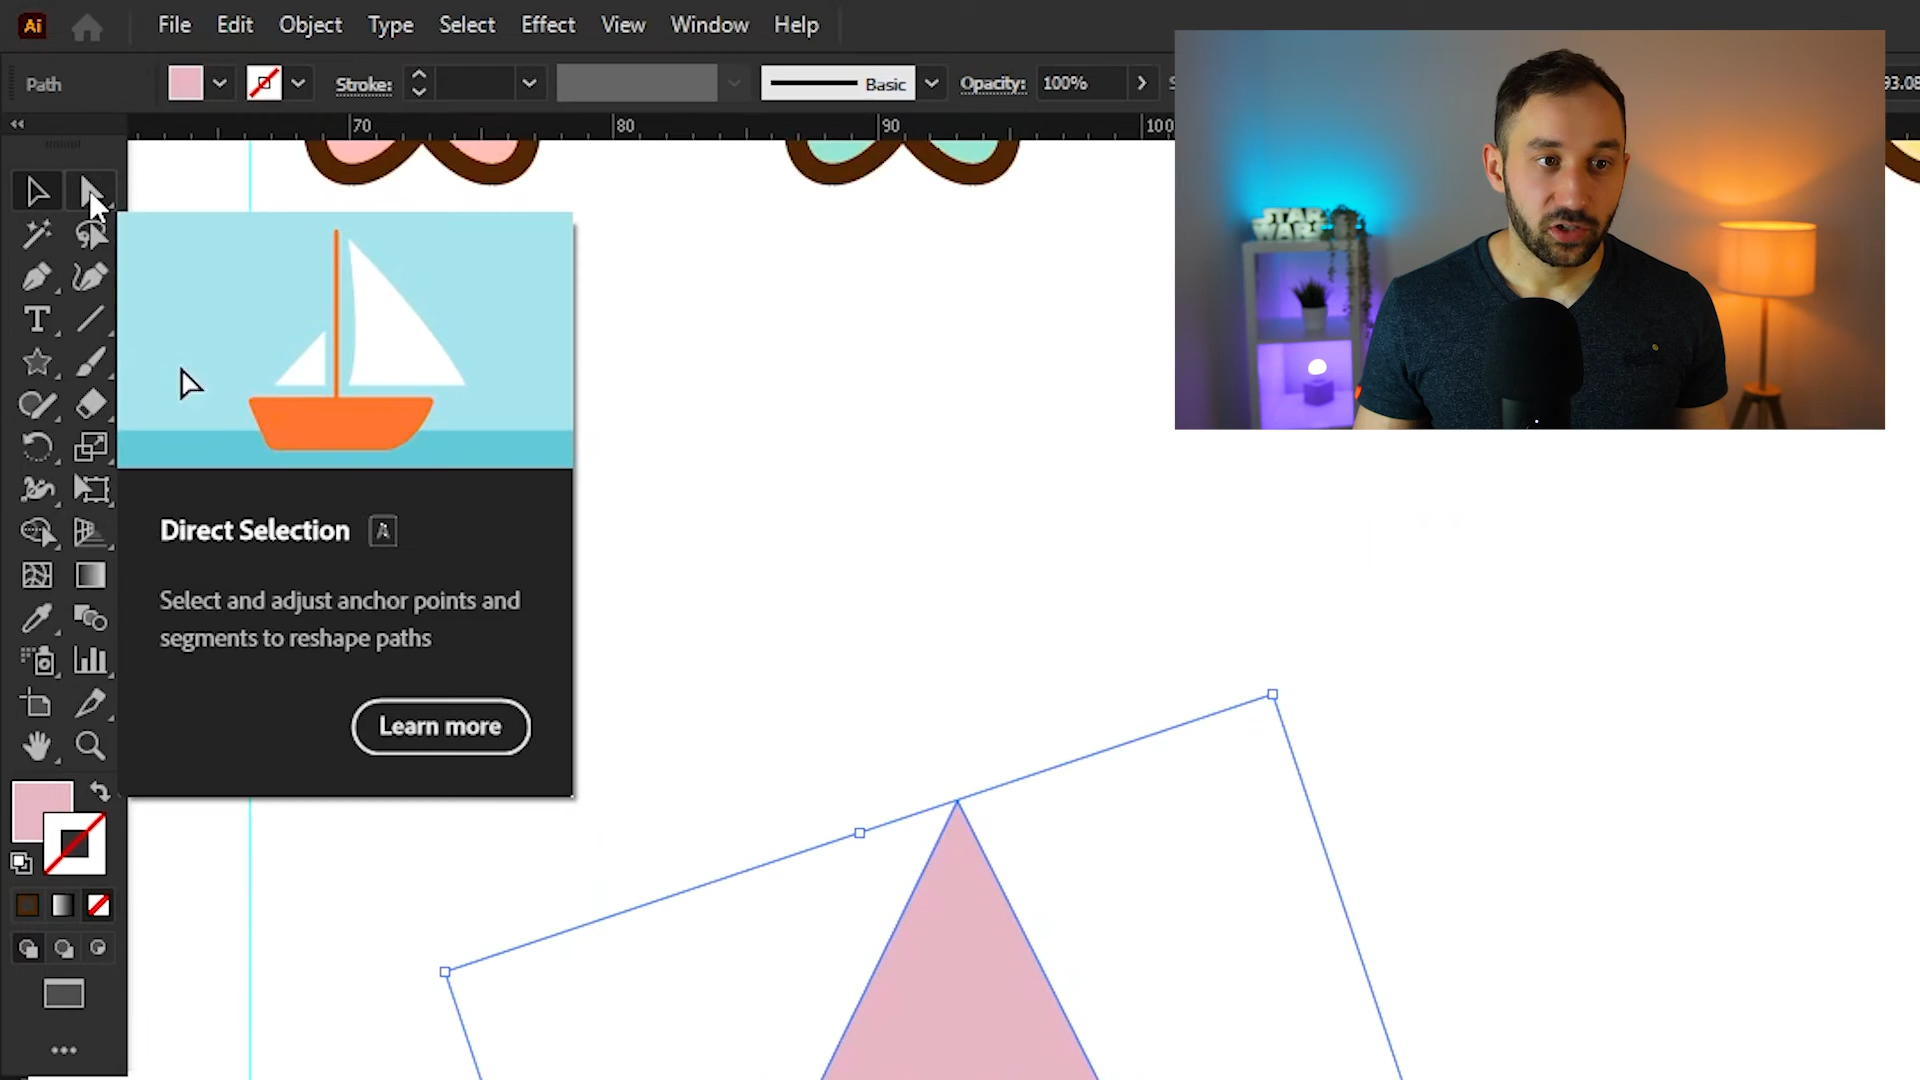 Ai File Edit Object Type Select Effect View Window Help
Path Stroke: Basic Opacity: 100%
70 80 90 100
STAR
WARS
T
Direct Selection A
Select and adjust anchor points and
segments to reshape paths
Learn more